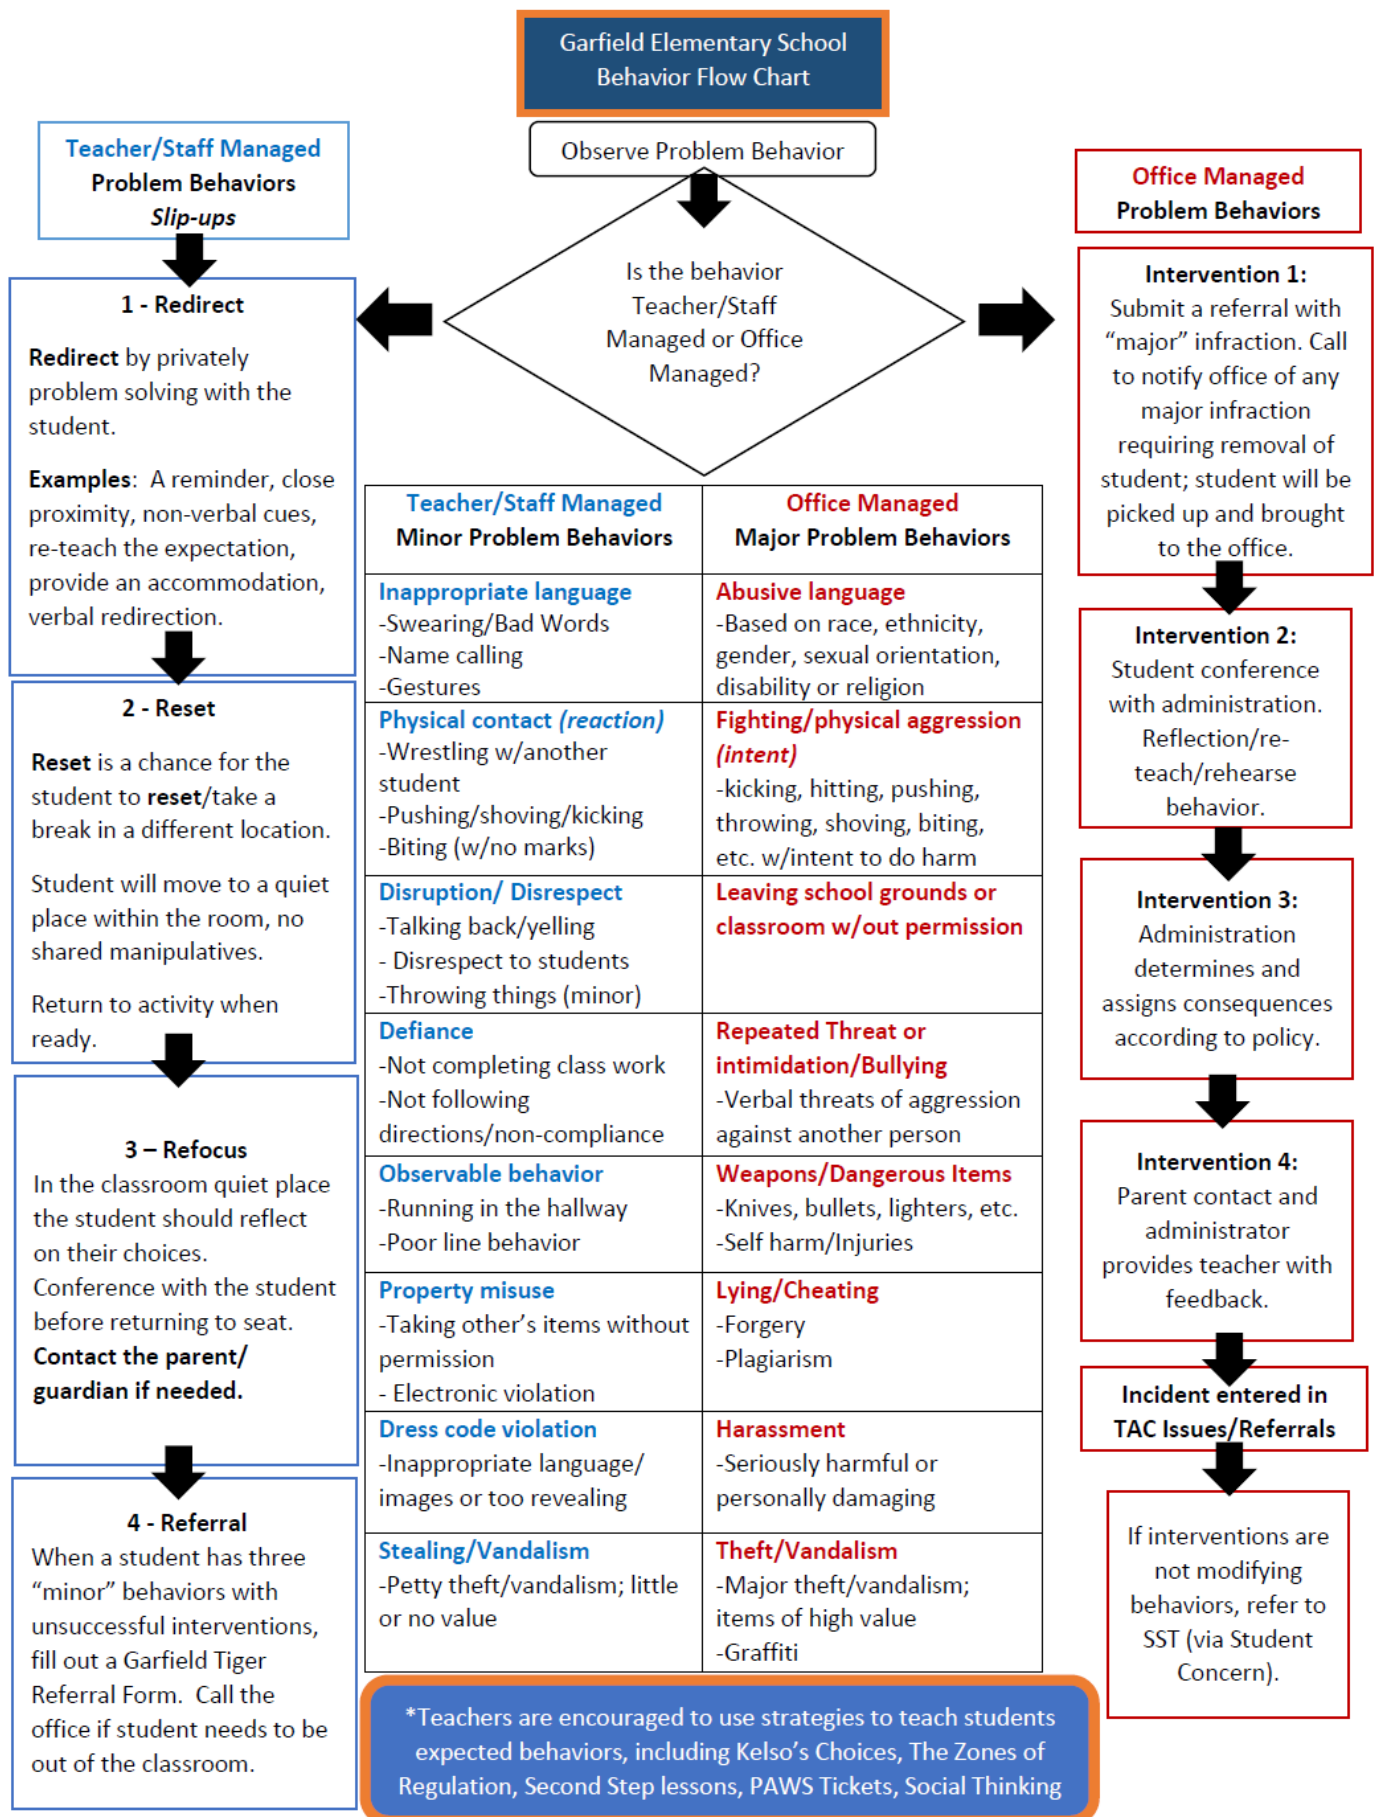 Garfield Elementary School
Behavior Flow Chart
Observe Problem Behavior
Is the behavior
Teacher/Staff
Managed or Office
Managed?
Teacher/Staff Managed
Problem Behaviors
Slip-ups
1 - Redirect
Redirect by privately
problem solving with the
student.
Examples:  A reminder, close
proximity, non-verbal cues,
re-teach the expectation,
provide an accommodation,
verbal redirection.
2 - Reset
Reset is a chance for the
student to reset/take a
break in a different location.
Student will move to a quiet
place within the room, no
shared manipulatives.
Return to activity when
ready.
3 – Refocus
In the classroom quiet place
the student should reflect
on their choices.
Conference with the student
before returning to seat.
Contact the parent/
guardian if needed.
4 - Referral
When a student has three
“minor” behaviors with
unsuccessful interventions,
fill out a Garfield Tiger
Referral Form.  Call the
office if student needs to be
out of the classroom.
Teacher/Staff Managed
Minor Problem Behaviors
Office Managed
Major Problem Behaviors
Inappropriate language
-Swearing/Bad Words
-Name calling
-Gestures
Abusive language
-Based on race, ethnicity,
gender, sexual orientation,
disability or religion
Physical contact (reaction)
-Wrestling w/another
student
-Pushing/shoving/kicking
-Biting (w/no marks)
Fighting/physical aggression
(intent)
-kicking, hitting, pushing,
throwing, shoving, biting,
etc. w/intent to do harm
Disruption/ Disrespect
-Talking back/yelling
- Disrespect to students
-Throwing things (minor)
Leaving school grounds or
classroom w/out permission
Defiance
-Not completing class work
-Not following
directions/non-compliance
Repeated Threat or
intimidation/Bullying
-Verbal threats of aggression
against another person
Observable behavior
-Running in the hallway
-Poor line behavior
Weapons/Dangerous Items
-Knives, bullets, lighters, etc.
-Self harm/Injuries
Property misuse
-Taking other’s items without
permission
- Electronic violation
Lying/Cheating
-Forgery
-Plagiarism
Dress code violation
-Inappropriate language/
images or too revealing
Harassment
-Seriously harmful or
personally damaging
Stealing/Vandalism
-Petty theft/vandalism; little
or no value
Theft/Vandalism
-Major theft/vandalism;
items of high value
-Graffiti
*Teachers are encouraged to use strategies to teach students
expected behaviors, including Kelso’s Choices, The Zones of
Regulation, Second Step lessons, PAWS Tickets, Social Thinking
Office Managed
Problem Behaviors
Intervention 1:
Submit a referral with
“major” infraction. Call
to notify office of any
major infraction
requiring removal of
student; student will be
picked up and brought
to the office.
Intervention 2:
Student conference
with administration.
Reflection/re-
teach/rehearse
behavior.
Intervention 3:
Administration
determines and
assigns consequences
according to policy.
Intervention 4:
Parent contact and
administrator
provides teacher with
feedback.
Incident entered in
TAC Issues/Referrals
If interventions are
not modifying
behaviors, refer to
SST (via Student
Concern).